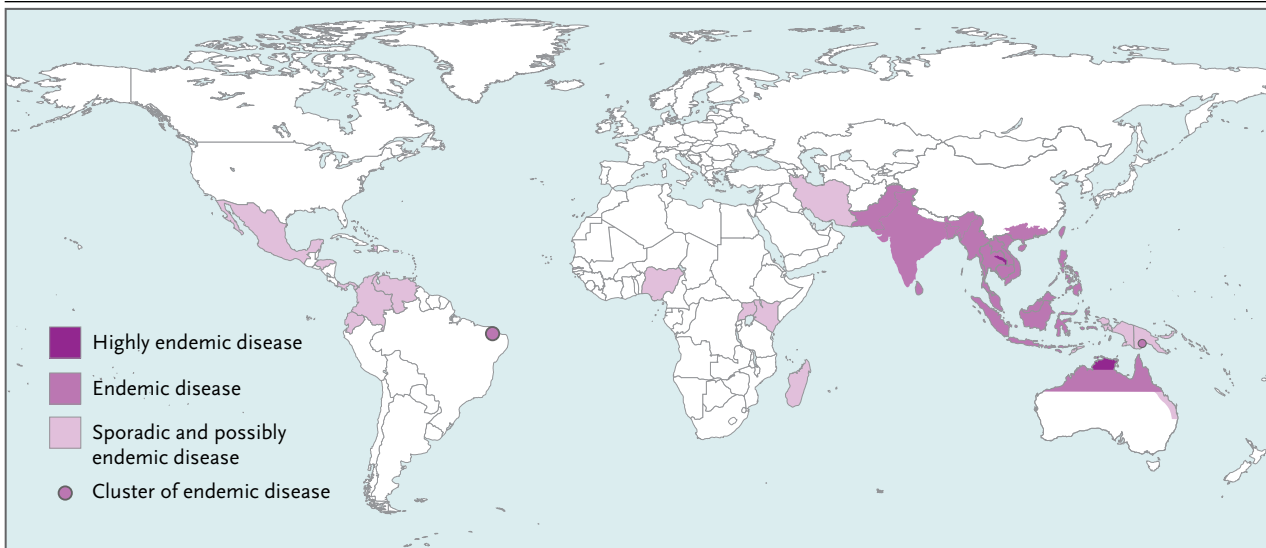 Highly endemic disease
Endemic disease
Sporadic and possibly
endemic disease
Cluster of endemic disease